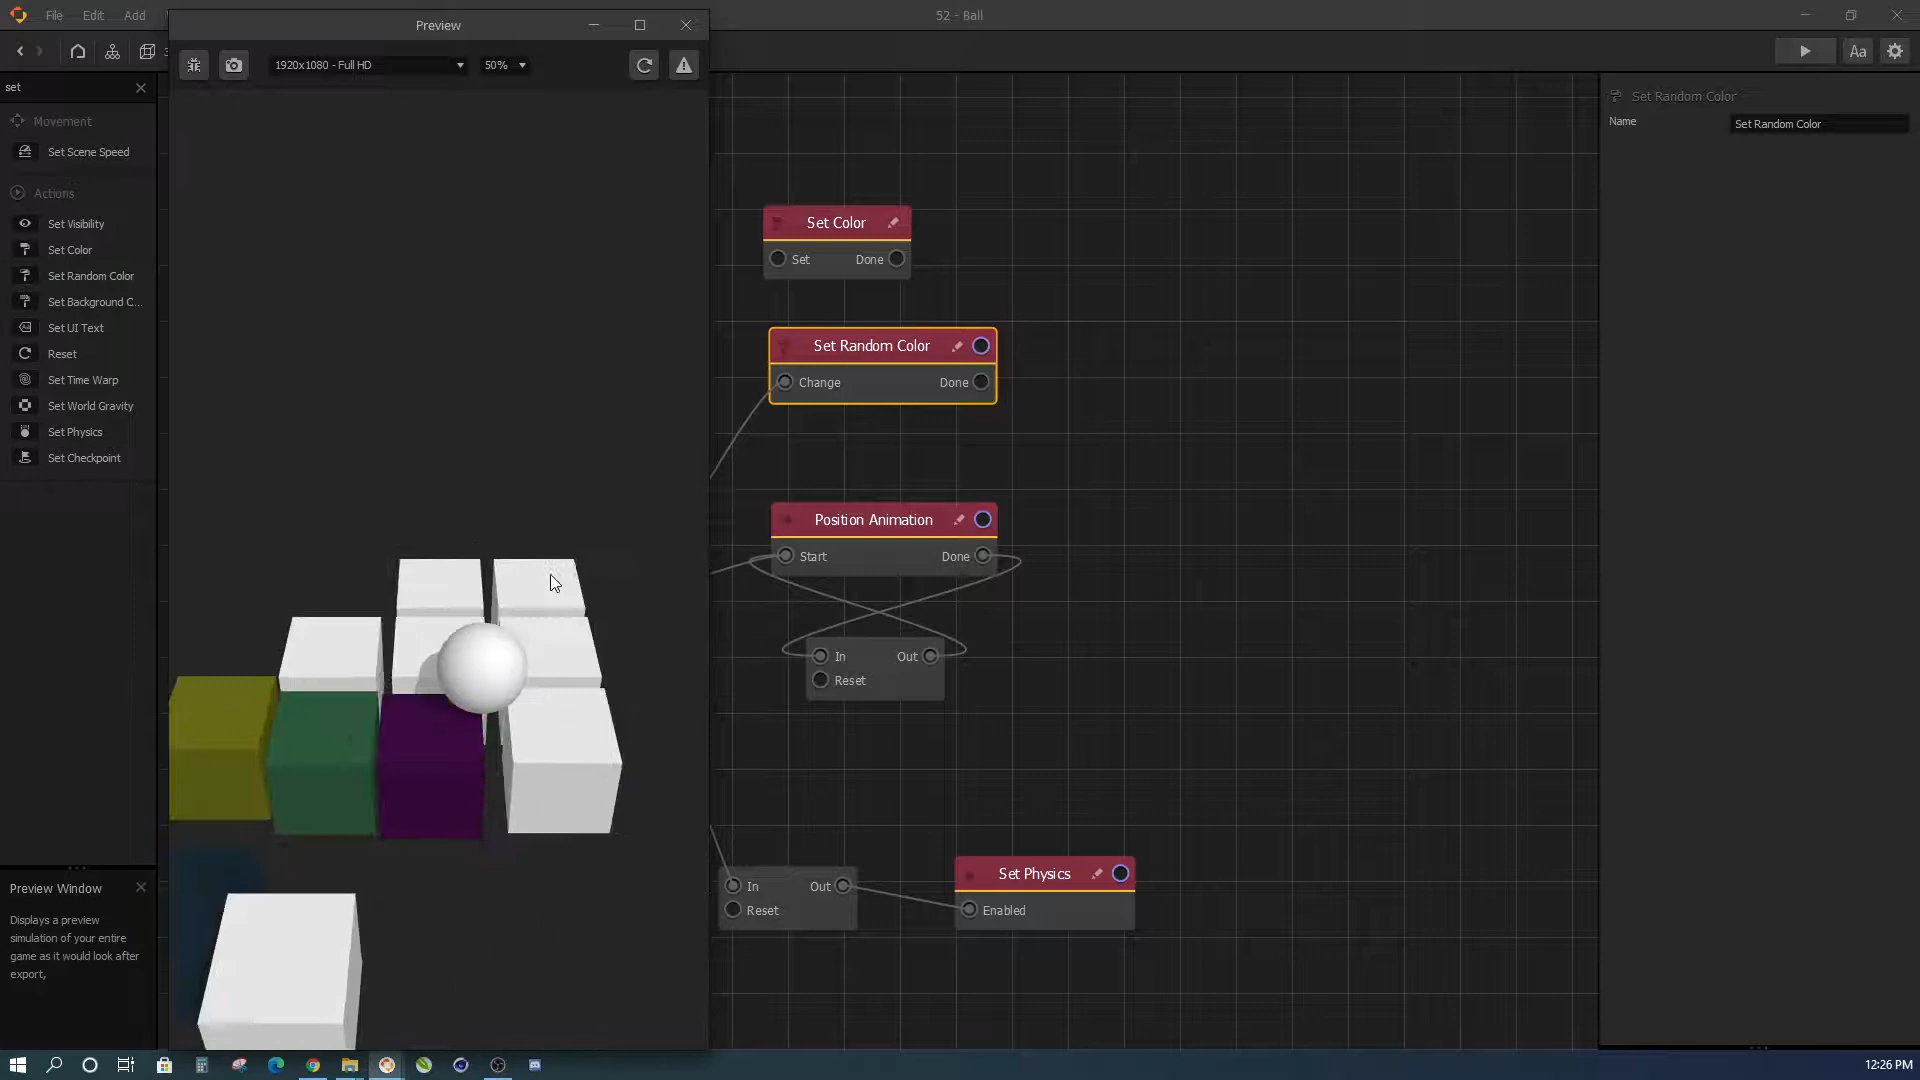 File Edit Add
52 - Ball
Preview
1920x1080 - Full HD
50%
Aa
set
Movement
Set Scene Speed
Actions
Set Visibility
Set Color
Set Random Color
Set Background C...
Set UI Text
Reset
Set Time Warp
Set World Gravity
Set Physics
Set Checkpoint
Preview Window
Displays a preview
simulation of your entire
game as it would look after
export,
Set Color
Set Done
Set Random Color
Change Done
Position Animation
Start Done
In Out
Reset
In Out
Reset
Set Physics
Enabled
Set Random Color
Name Set Random Color
12:26 PM